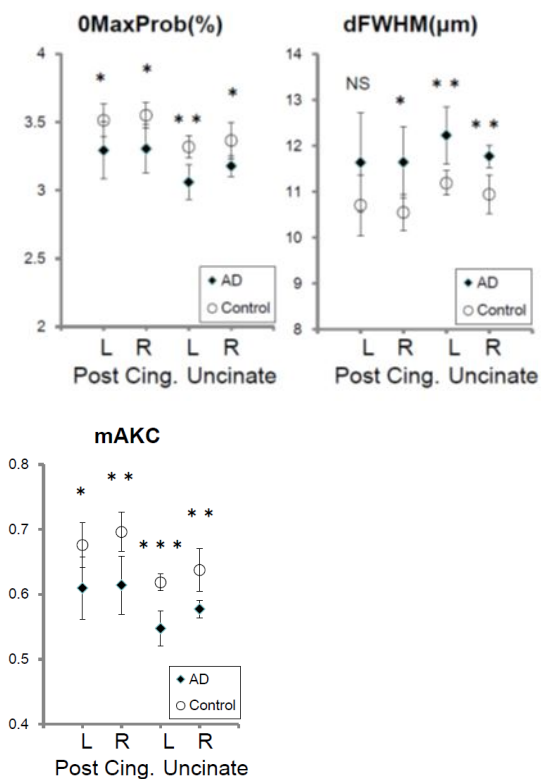 0MaxProb(%)
4
3.5
3
2.5
2
* * * * *
AD
Control
L R L R
Post Cing. Uncinate
dFWHM(μm)
14
13
12
11
10
9
8
NS * * * * *
AD
Control
L R L R
Post Cing. Uncinate
mAKC
0.8
0.7
0.6
0.5
0.4
* * * * * * * *
AD
Control
L R L R
Post Cing. Uncinate